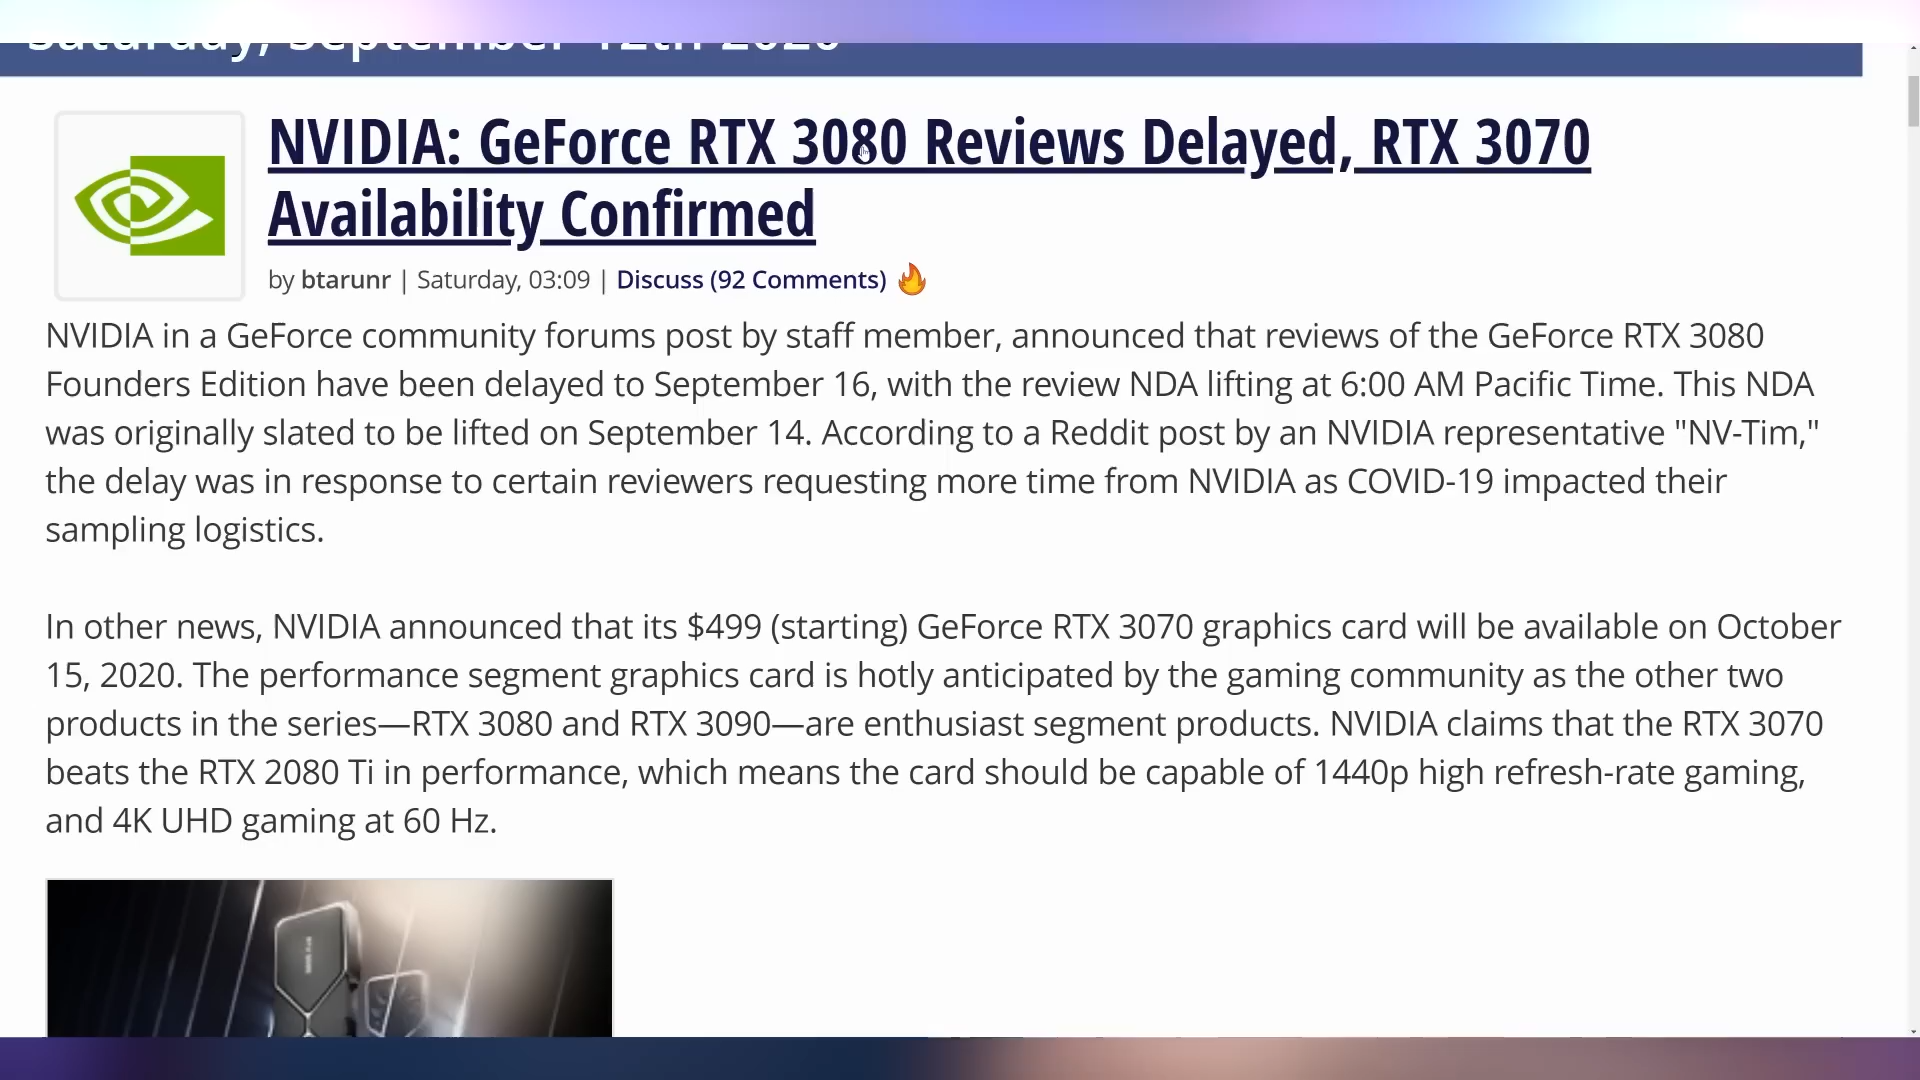 Saturday, September 12th 2020
NVIDIA: GeForce RTX 3080 Reviews Delayed, RTX 3070
Availability Confirmed
by btarunr | Saturday, 03:09 | Discuss (92 Comments)
NVIDIA in a GeForce community forums post by staff member, announced that reviews of the GeForce RTX 3080
Founders Edition have been delayed to September 16, with the review NDA lifting at 6:00 AM Pacific Time. This NDA
was originally slated to be lifted on September 14. According to a Reddit post by an NVIDIA representative "NV-Tim,"
the delay was in response to certain reviewers requesting more time from NVIDIA as COVID-19 impacted their
sampling logistics.
In other news, NVIDIA announced that its $499 (starting) GeForce RTX 3070 graphics card will be available on October
15, 2020. The performance segment graphics card is hotly anticipated by the gaming community as the other two
products in the series—RTX 3080 and RTX 3090—are enthusiast segment products. NVIDIA claims that the RTX 3070
beats the RTX 2080 Ti in performance, which means the card should be capable of 1440p high refresh-rate gaming,
and 4K UHD gaming at 60 Hz.